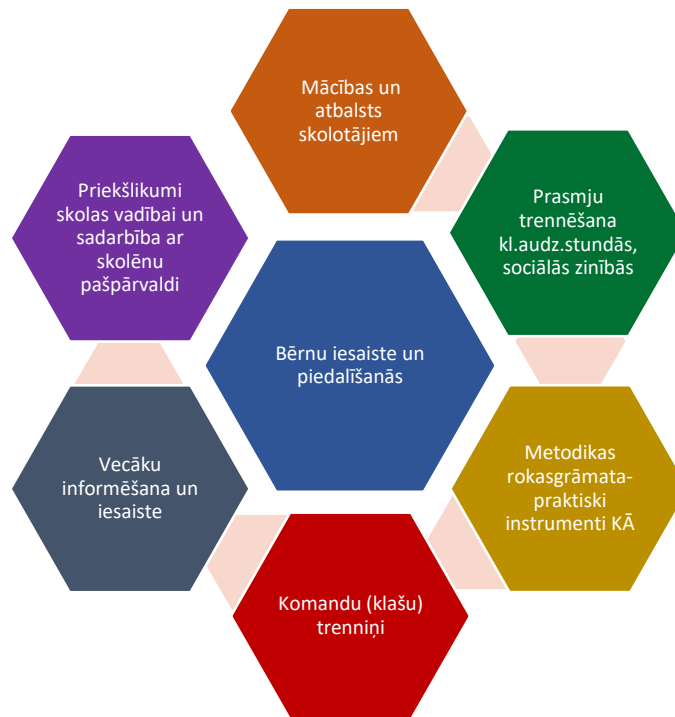 Mācības un
atbalsts
skolotājiem
Priekšlikumi
skolas vadībai un
sadarbība ar
skolēnu
pašpārvaldi
Prasmju
trennēšana
kl.audz.stundās,
sociālās zinībās
Bērnu iesaiste un
piedalīšanās
Vecāku
informēšana un
iesaiste
Metodikas
rokasgrāmata-
praktiski
instrumenti KĀ
Komandu (klašu)
trenniņi